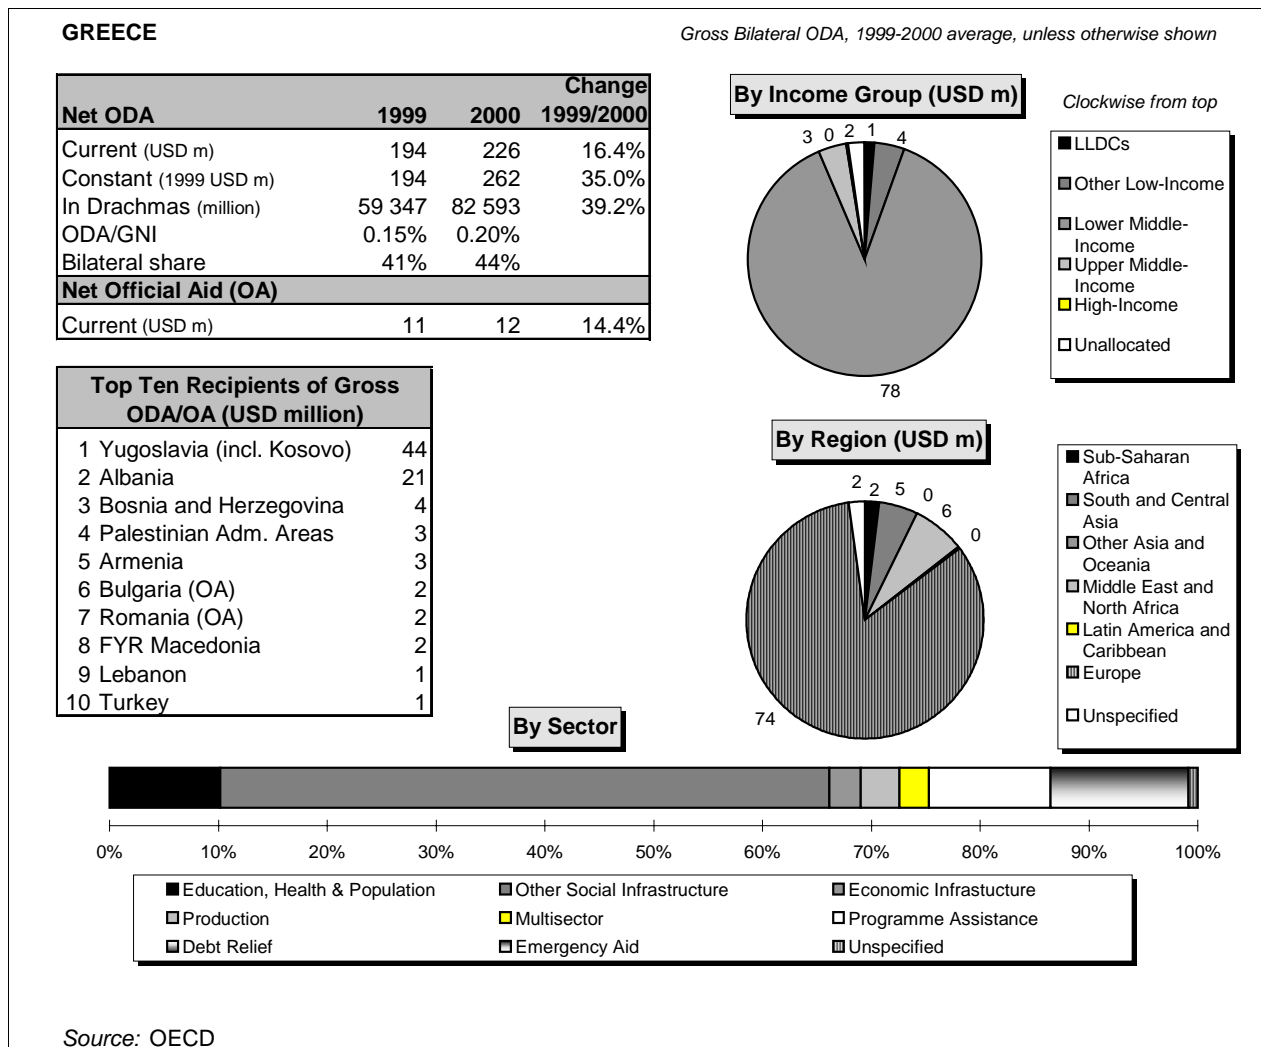 GREECE
Gross Bilateral ODA, 1999-2000 average, unless otherwise shown
Change
Net ODA 1999 2000 1999/2000
Current (USD m) 194 226 16.4%
Constant (1999 USD m) 194 262 35.0%
In Drachmas (million) 59 347 82 593 39.2%
ODA/GNI 0.15% 0.20%
Bilateral share 41% 44%
Net Official Aid (OA)
Current (USD m) 11 12 14.4%
By Income Group (USD m)
Clockwise from top
3 0 2 1 4
78
LLDCs
Other Low-Income
Lower Middle-
Income
Upper Middle-
Income
High-Income
Unallocated
Top Ten Recipients of Gross
ODA/OA (USD million)
1 Yugoslavia (incl. Kosovo) 44
2 Albania 21
3 Bosnia and Herzegovina 4
4 Palestinian Adm. Areas 3
5 Armenia 3
6 Bulgaria (OA) 2
7 Romania (OA) 2
8 FYR Macedonia 2
9 Lebanon 1
10 Turkey 1
By Region (USD m)
2 2 5 0
6
0
74
Sub-Saharan
Africa
South and Central
Asia
Other Asia and
Oceania
Middle East and
North Africa
Latin America and
Caribbean
Europe
Unspecified
By Sector
0% 10% 20% 30% 40% 50% 60% 70% 80% 90% 100%
Education, Health & Population Other Social Infrastructure Economic Infrastucture
Production Multisector Programme Assistance
Debt Relief Emergency Aid Unspecified
Source: OECD